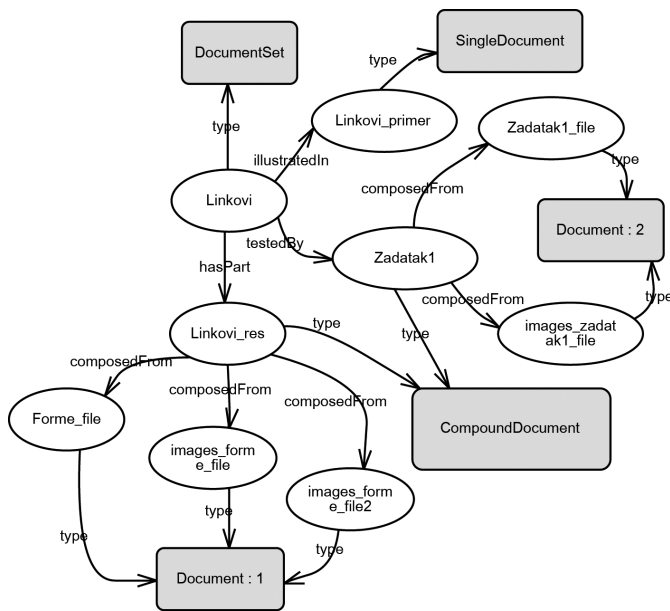 SingleDocument
DocumentSet
type
Linkovi_primer
Zadatak1_file
type
illustratedIn
type
composedFrom
Linkovi
Document : 2
testedBy
Zadatak1
hasPart
composedFrom
type
Linkovi_res
type
type
images_zadat
ak1_file
composedFrom
composedFrom
composedFrom
Forme_file
CompoundDocument
images_form
e_file
images_form
e_file2
type
type
type
Document : 1